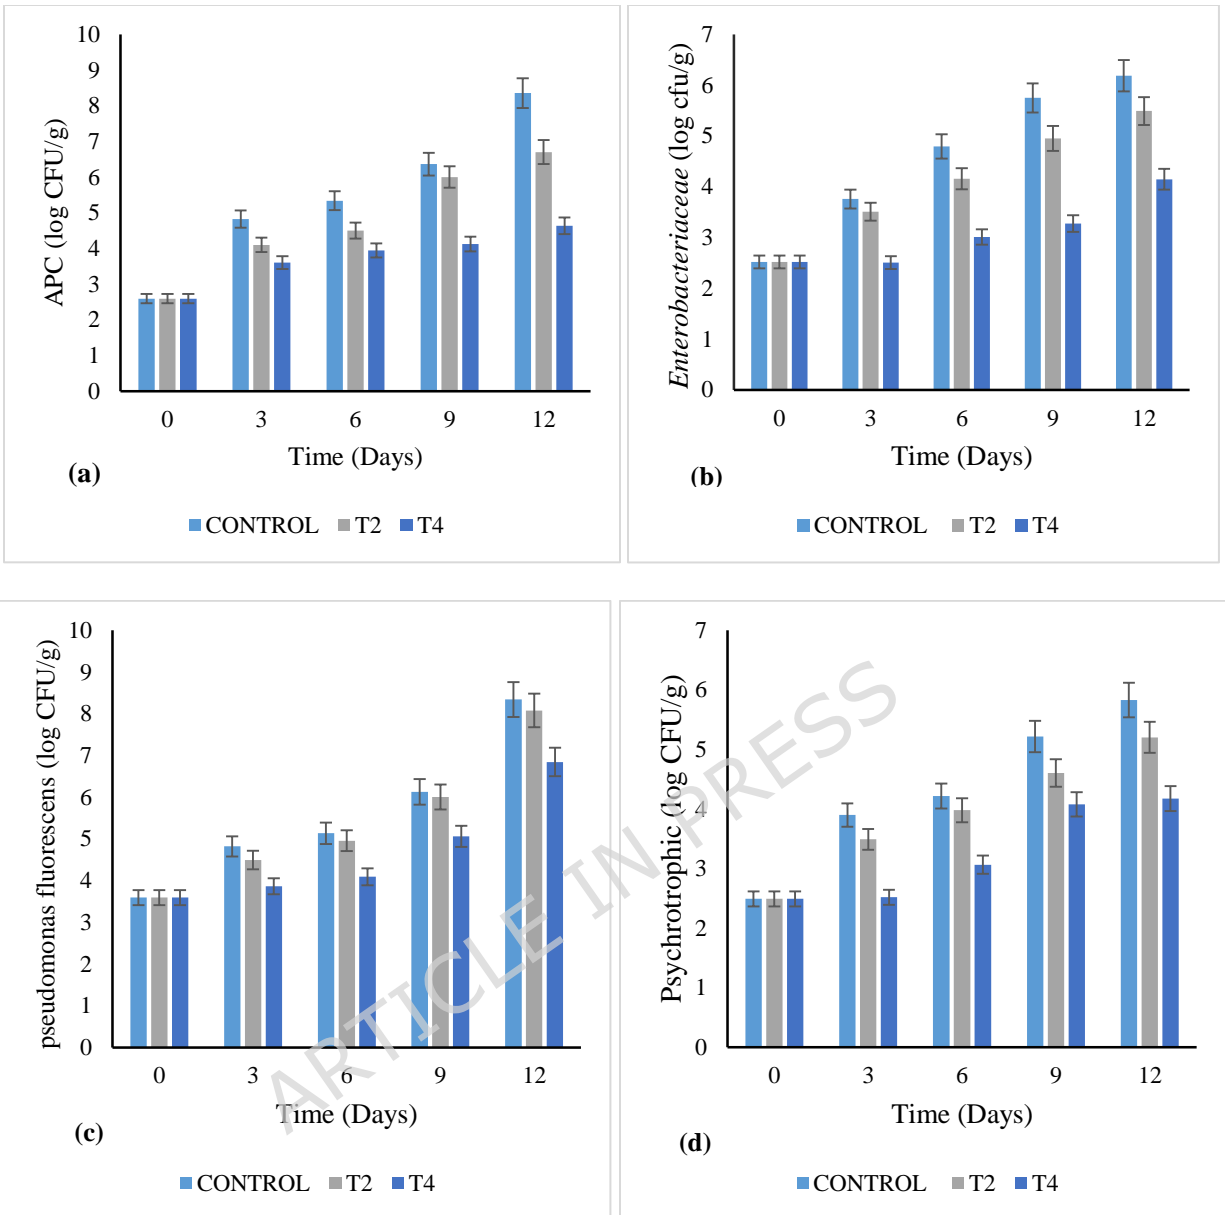 APC (log CFU/g)
10
9
8
7
6
5
4
3
2
1
0
0 3 6 9 12
Time (Days)
(a)
CONTROL T2 T4
Enterobacteriaceae (log cfu/g)
7
6
5
4
3
2
1
0
0 3 6 9 12
Time (Days)
(b)
CONTROL T2 T4
pseudomonas fluorescens (log CFU/g)
10
9
8
7
6
5
4
3
2
1
0
0 3 6 9 12
Time (Days)
(c)
CONTROL T2 T4
Psychrotrophic (log CFU/g)
7
6
5
4
3
2
1
0
0 3 6 9 12
Time (Days)
(d)
CONTROL T2 T4
ARTICLE IN PRESS